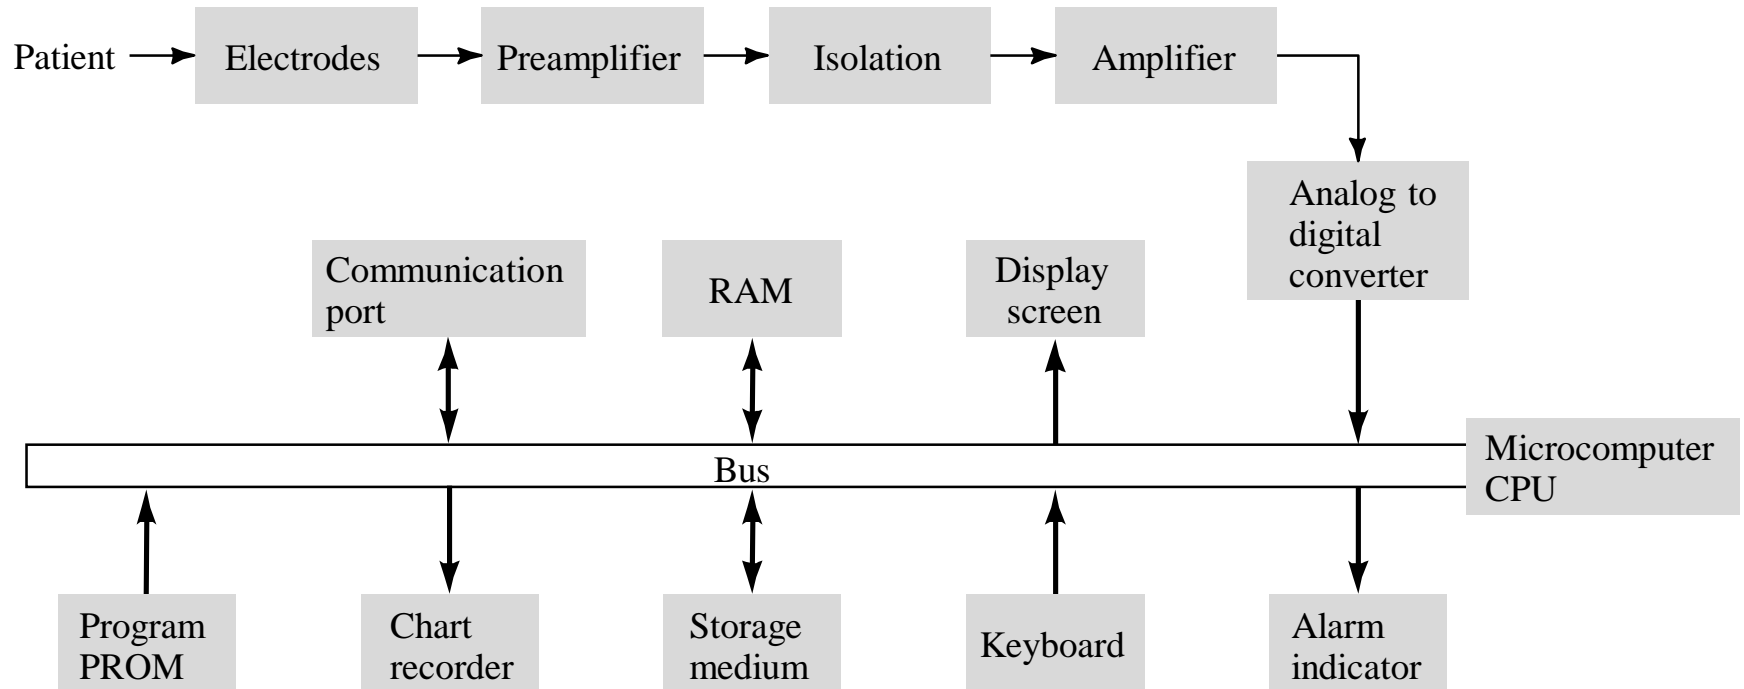 Patient
Electrodes
Preamplifier
Isolation
Amplifier
Analog to
digital
converter
Communication
port
RAM
Display
screen
Bus
Microcomputer
CPU
Program
PROM
Chart
recorder
Storage
medium
Keyboard
Alarm
indicator